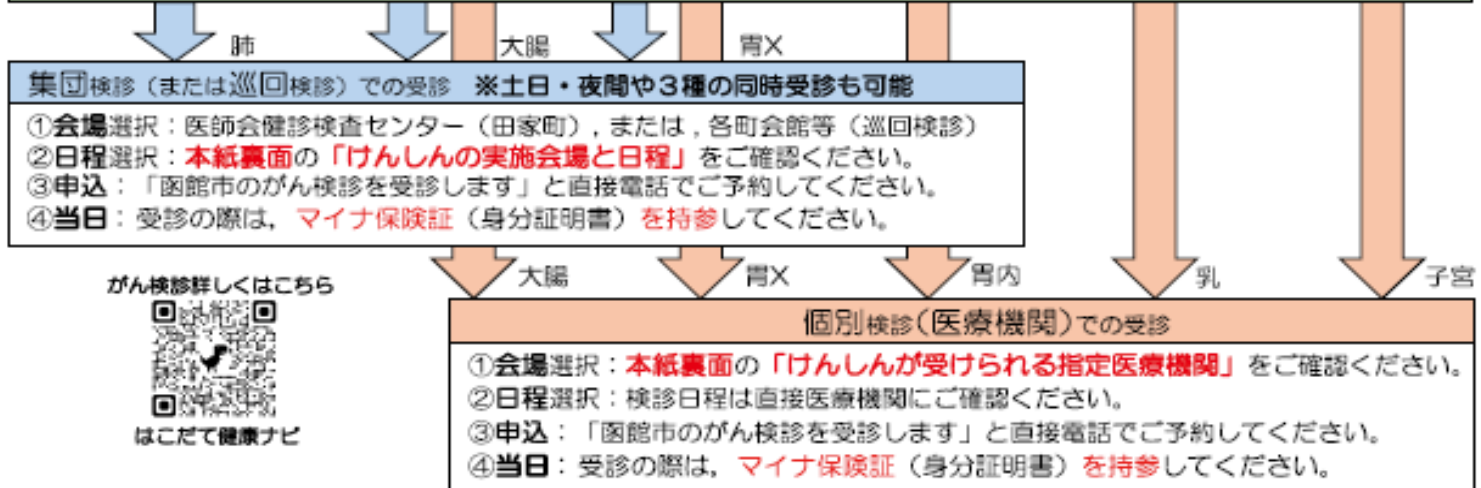 肺
大腸
胃X
集団検診（または巡回検診）での受診　※土日・夜間や３種の同時受診も可能
①会場選択：医師会健診検査センター（田家町），または，各町会館等（巡回検診）
②日程選択：本紙裏面の「けんしんの実施会場と日程」をご確認ください。
③申込：「函館市のがん検診を受診します」と直接電話でご予約してください。
④当日：受診の際は，マイナ保険証（身分証明書）を持参してください。
大腸
胃X
胃内
乳
子宮
がん検診詳しくはこちら
はこだて健康ナビ
個別検診（医療機関）での受診
①会場選択：本紙裏面の「けんしんが受けられる指定医療機関」をご確認ください。
②日程選択：検診日程は直接医療機関にご確認ください。
③申込：「函館市のがん検診を受診します」と直接電話でご予約してください。
④当日：受診の際は，マイナ保険証（身分証明書）を持参してください。